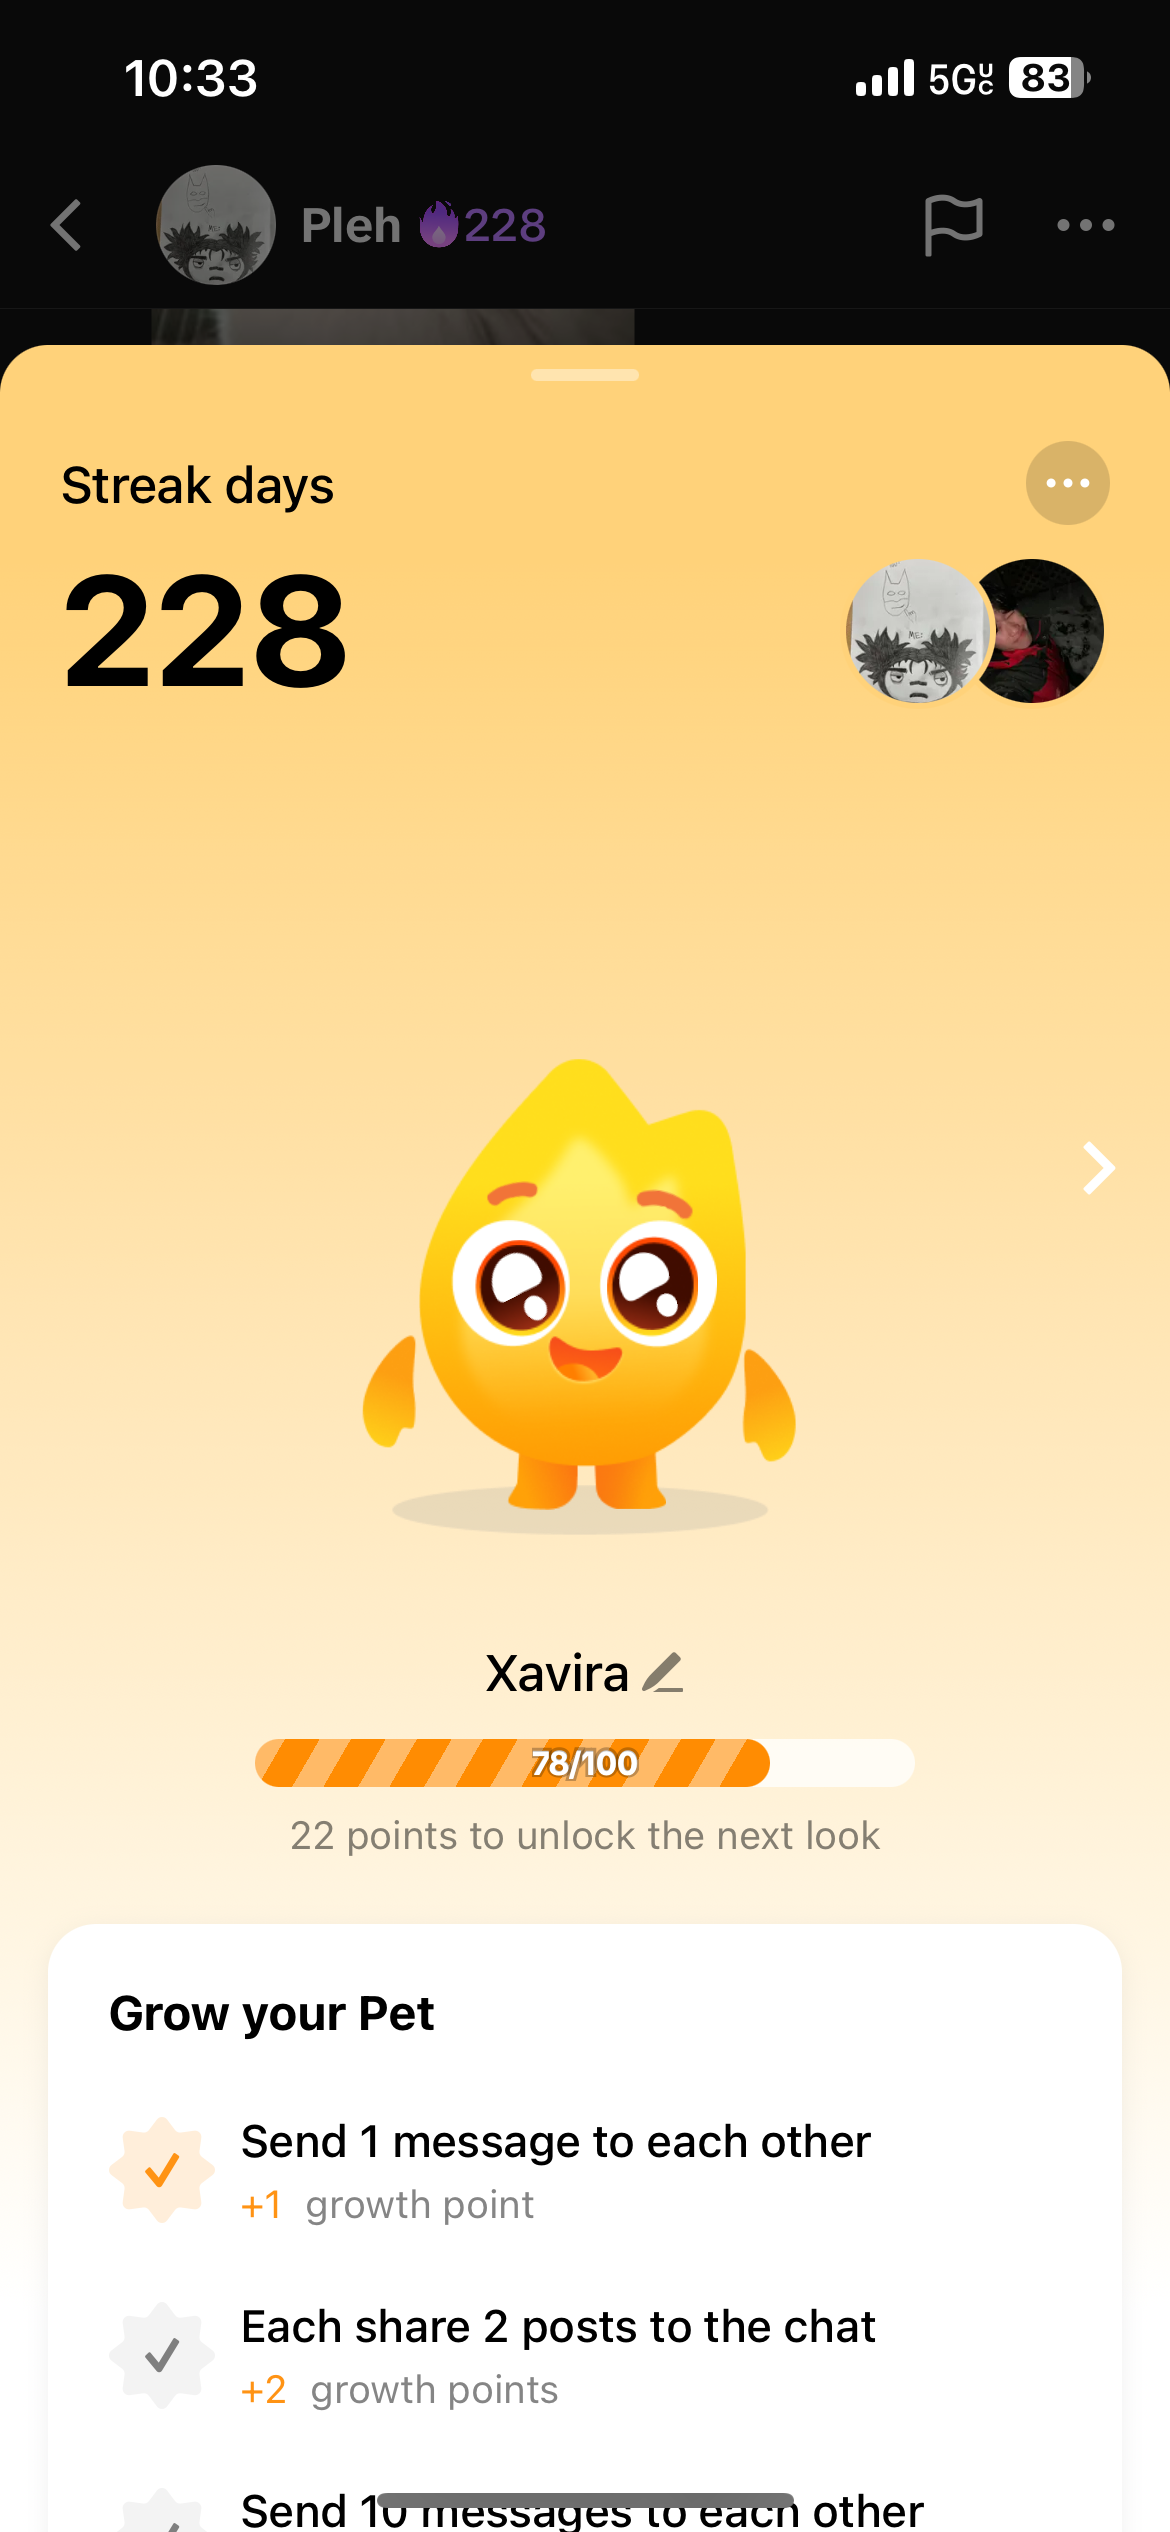 10:33
5GUC 83
Pleh 228
Streak days
228
ME:
Xavira
78/100
22 points to unlock the next look
Grow your Pet
Send 1 message to each other
+1 growth point
Each share 2 posts to the chat
+2 growth points
Send 10 messages to each other